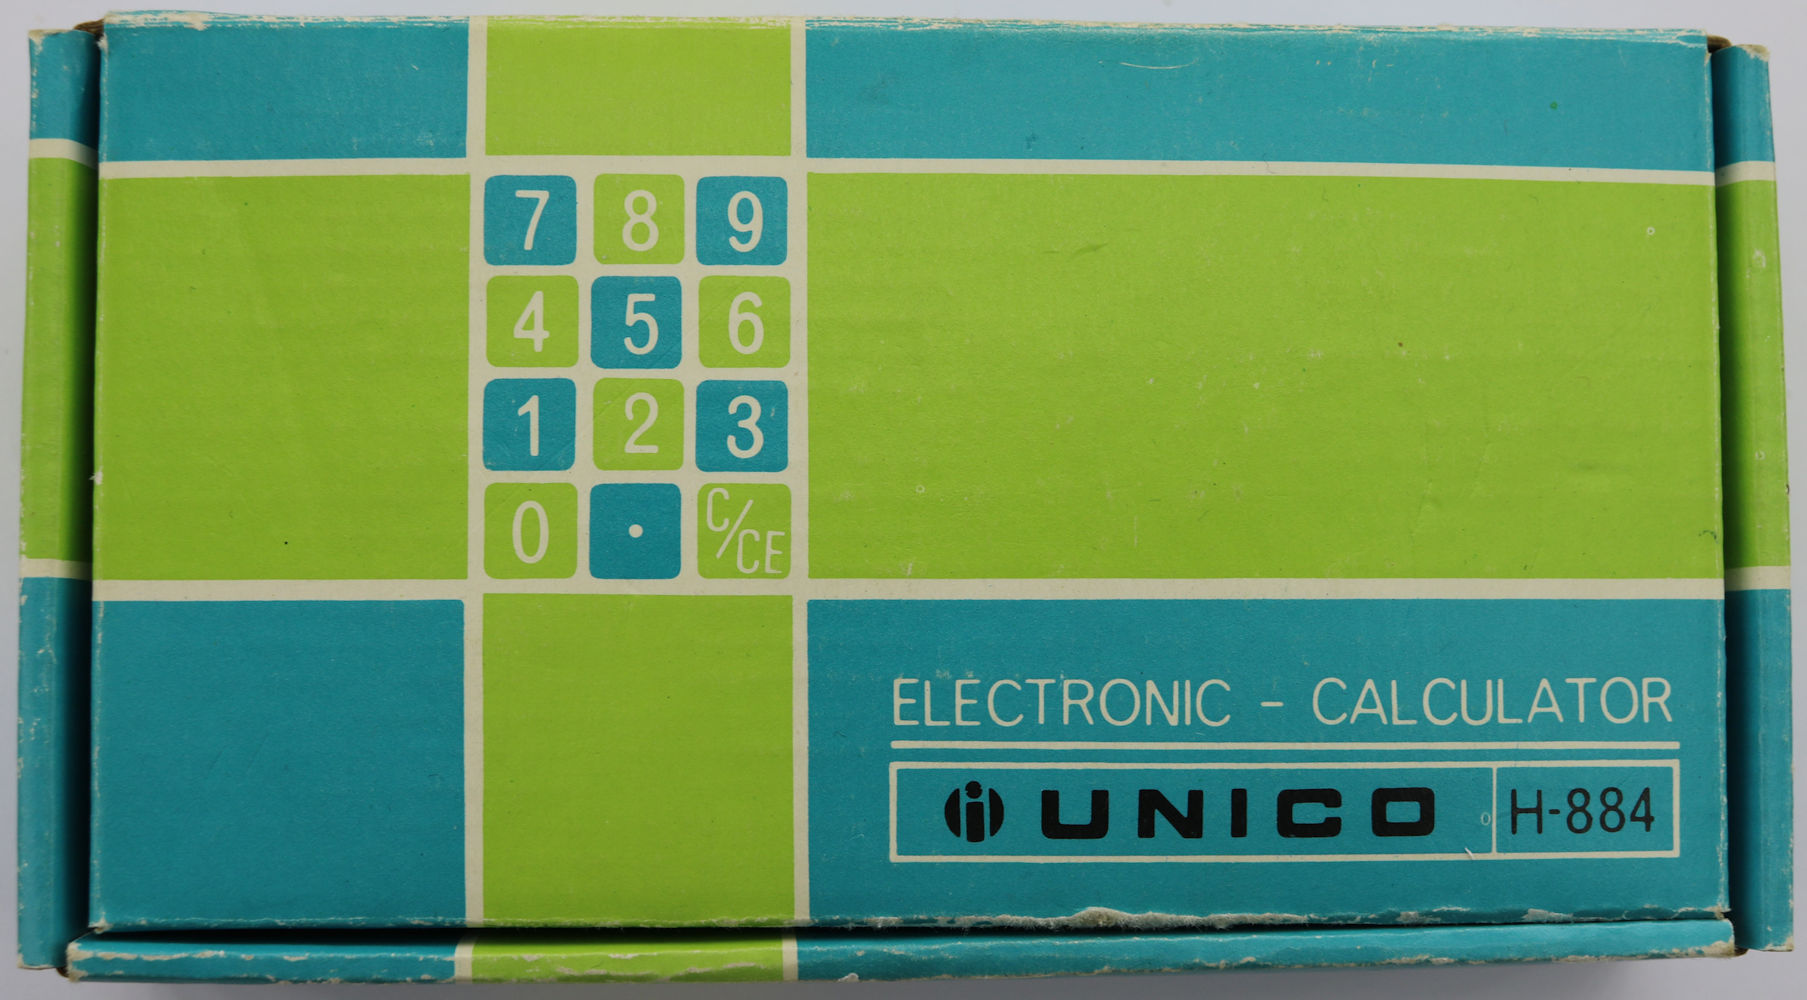 7 8 9
4 5 6
1 2 3
0 · C/CE
ELECTRONIC - CALCULATOR
UNICO H-884